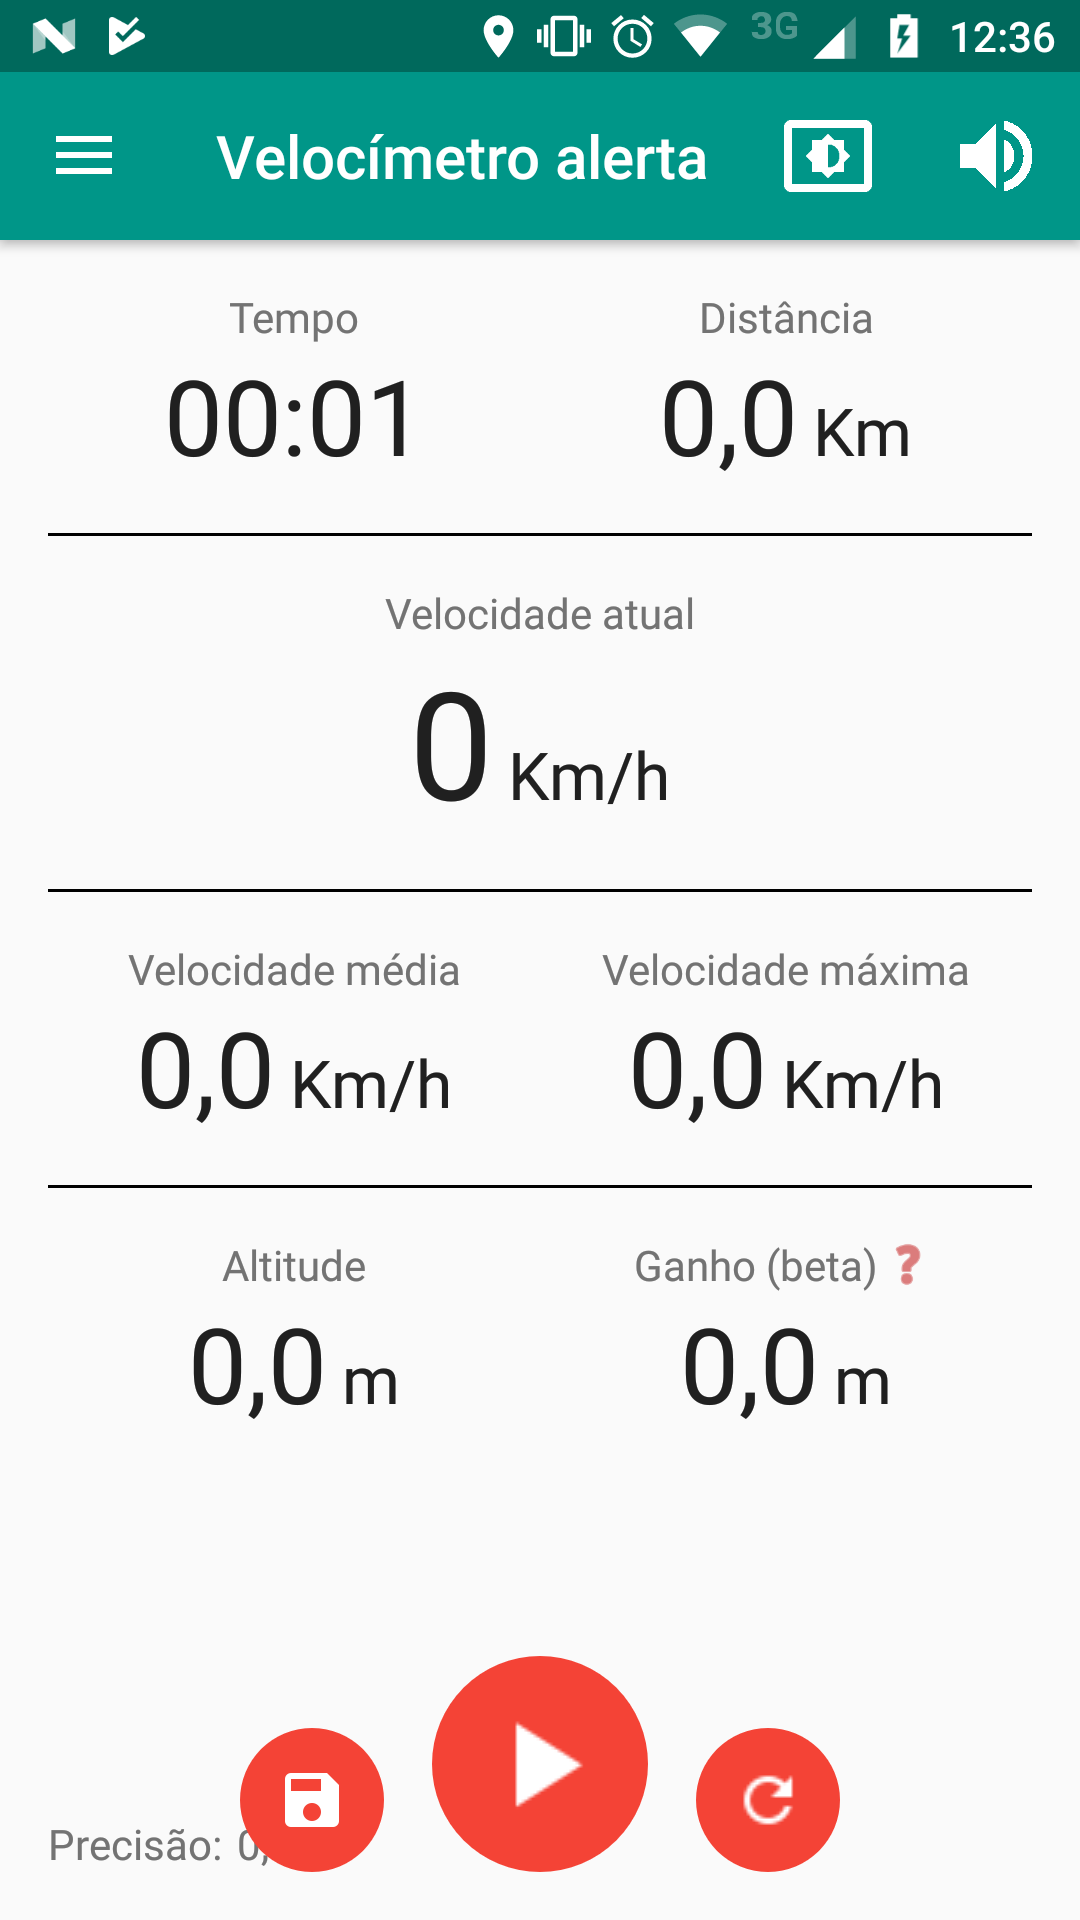 3G 12:36
Velocímetro alerta
Tempo Distância
00:01 0,0 Km
Velocidade atual
0 Km/h
Velocidade média Velocidade máxima
0,0 Km/h 0,0 Km/h
Altitude Ganho (beta) ?
0,0 m 0,0 m
Precisão: 0,